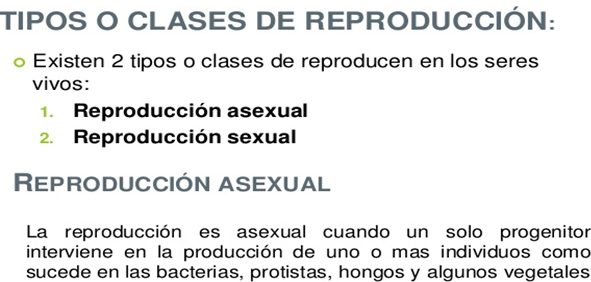 TIPOS O CLASES DE REPRODUCCIÓN:
Existen 2 tipos o clases de reproducen en los seres
vivos:
1. Reproducción asexual
2. Reproducción sexual
REPRODUCCIÓN ASEXUAL
La reproducción es asexual cuando un solo progenitor
interviene en la producción de uno o mas individuos como
sucede en las bacterias, protistas, hongos y algunos vegetales